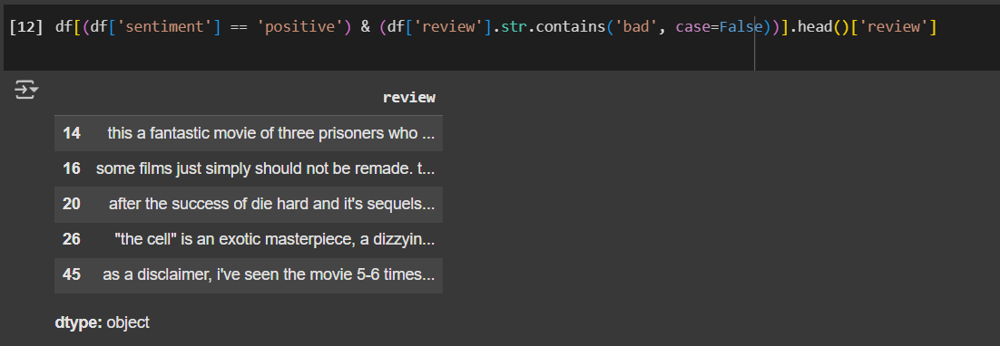 [12] df[(df['sentiment'] == 'positive') & (df['review'].str.contains('bad', case=False))].head()['review']
review
14 this a fantastic movie of three prisoners who ...
16 some films just simply should not be remade. t...
20 after the success of die hard and it's sequels...
26 "the cell" is an exotic masterpiece, a dizzyin...
45 as a disclaimer, i've seen the movie 5-6 times...
dtype: object